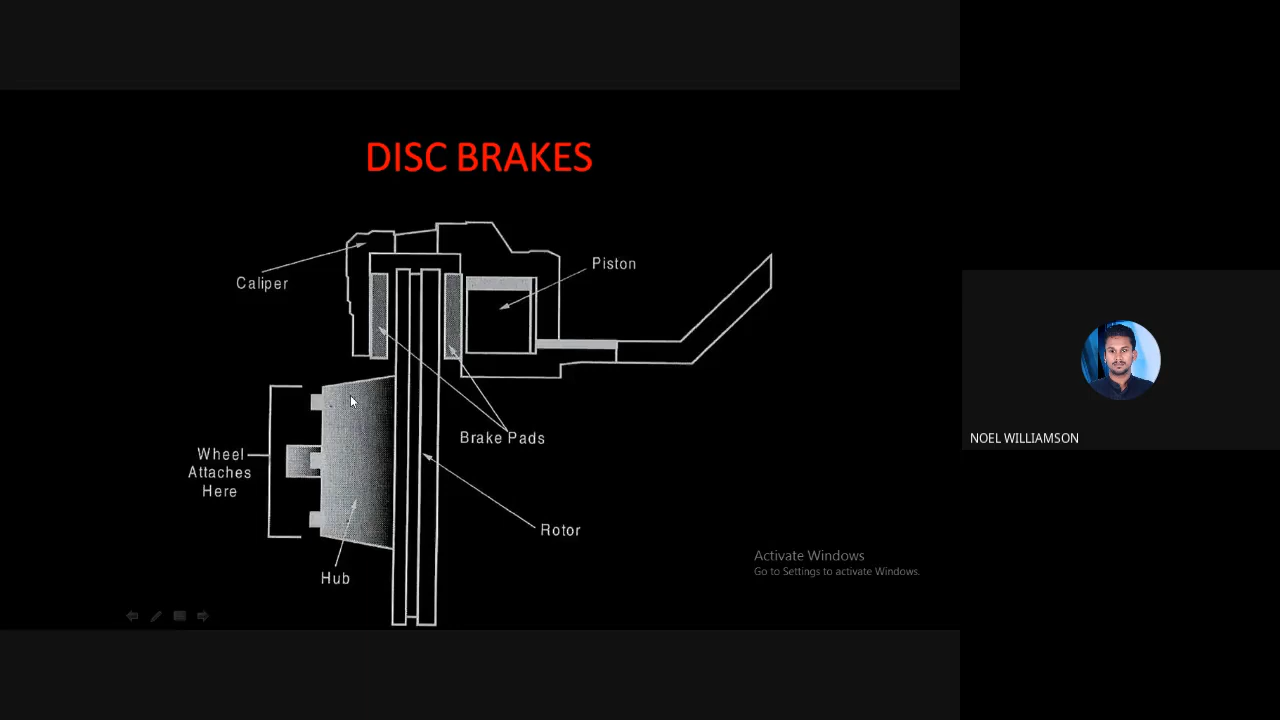 DISC BRAKES
Piston
Caliper
Brake Pads
Wheel
Attaches
Here
Rotor
Hub
Activate Windows
Go to Settings to activate Windows.
NOEL WILLIAMSON